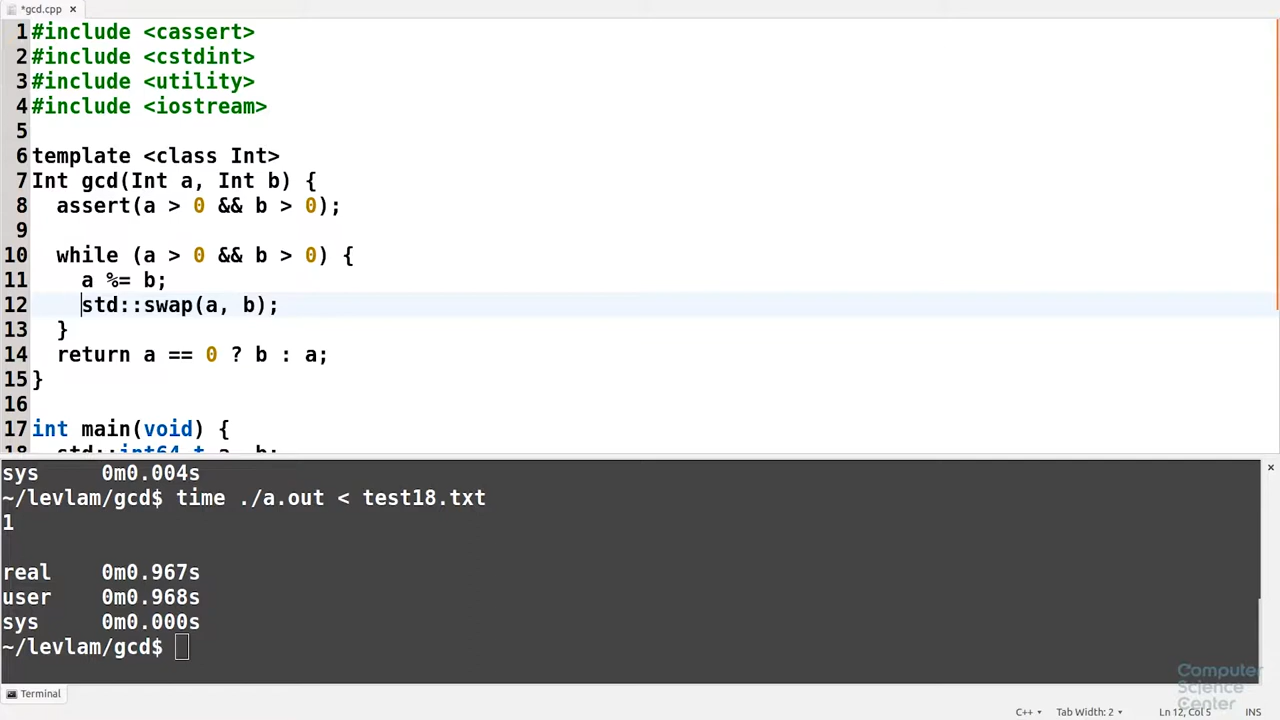 *gcd.cpp ×
1 #include <cassert>
2 #include <cstdint>
3 #include <utility>
4 #include <iostream>
5
6 template <class Int>
7 Int gcd(Int a, Int b) {
8   assert(a > 0 && b > 0);
9
10   while (a > 0 && b > 0) {
11     a %= b;
12     std::swap(a, b);
13   }
14   return a == 0 ? b : a;
15 }
16
17 int main(void) {
18   std::int64_t a, b;
sys     0m0.004s
~/levlam/gcd$ time ./a.out < test18.txt
1
real    0m0.967s
user    0m0.968s
sys     0m0.000s
~/levlam/gcd$
Computer
Science
Center
Terminal
C++ Tab Width: 2 Ln 12, Col 5 INS